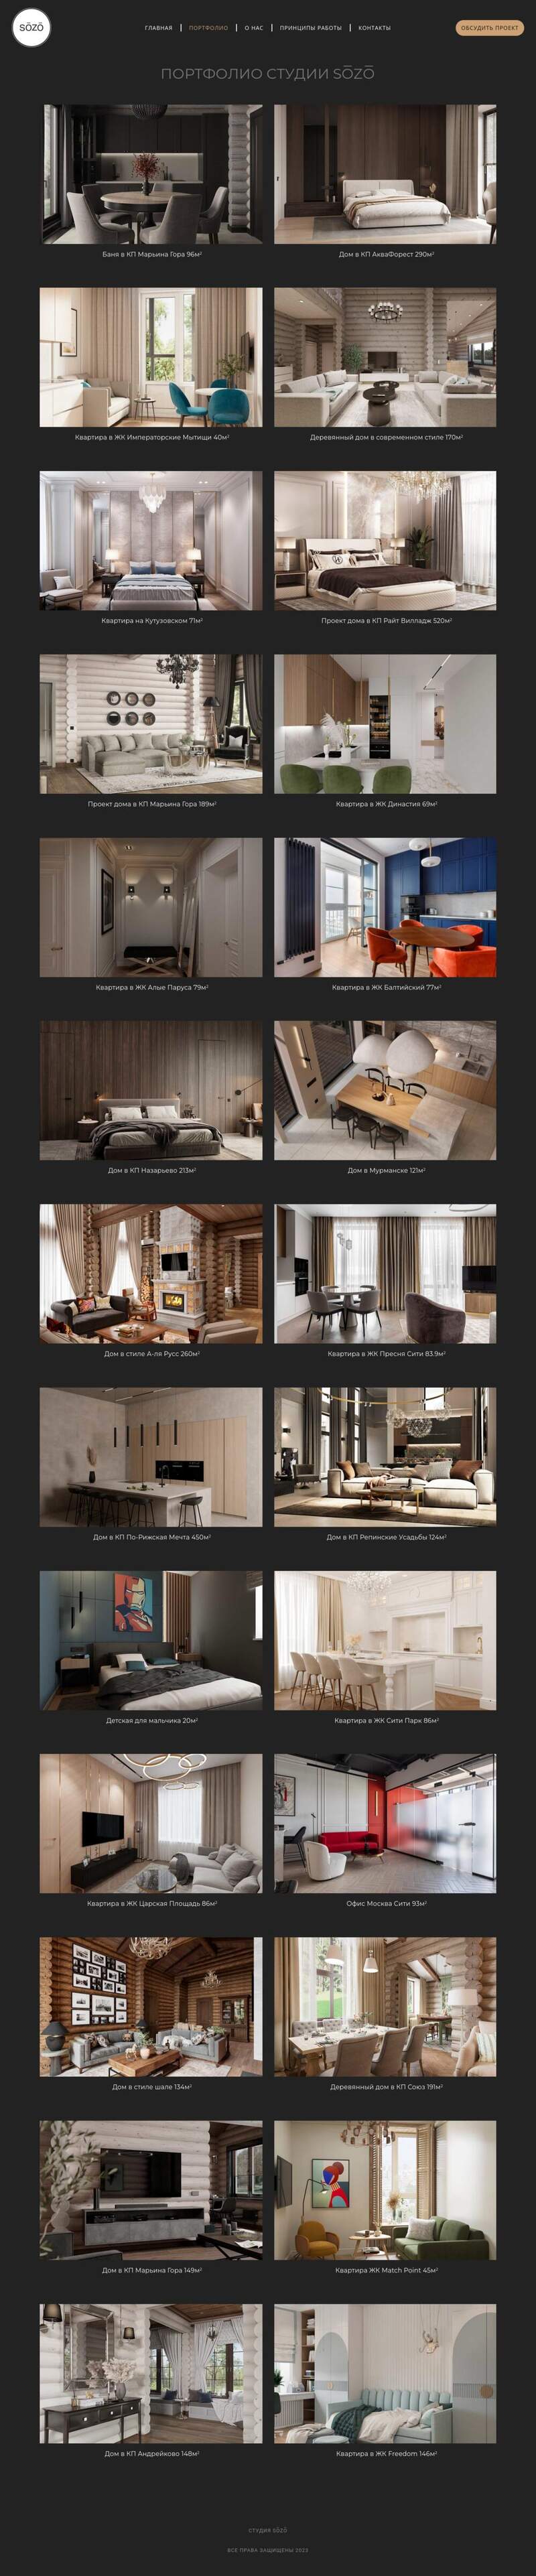 SŌZŌ
ГЛАВНАЯ | ПОРТФОЛИО | О НАС | ПРИНЦИПЫ РАБОТЫ | КОНТАКТЫ
ОБСУДИТЬ ПРОЕКТ
ПОРТФОЛИО СТУДИИ SŌZŌ
Баня в КП Марьина Гора 96м²
Дом в КП АкваФорест 290м²
Квартира в ЖК Императорские Мытищи 40м²
Деревянный дом в современном стиле 170м²
Квартира на Кутузовском 71м²
Проект дома в КП Райт Вилладж 520м²
Проект дома в КП Марьина Гора 189м²
Квартира в ЖК Династия 69м²
Квартира в ЖК Алые Паруса 79м²
Квартира в ЖК Балтийский 77м²
Дом в КП Назарьево 213м²
Дом в Мурманске 121м²
Дом в стиле А-ля Русс 260м²
Квартира в ЖК Пресня Сити 83.9м²
Дом в КП По-Рижская Мечта 450м²
Дом в КП Репинские Усадьбы 124м²
Детская для мальчика 20м²
Квартира в ЖК Сити Парк 86м²
Квартира в ЖК Царская Площадь 86м²
Офис Москва Сити 93м²
Дом в стиле шале 134м²
Деревянный дом в КП Союз 191м²
Дом в КП Марьина Гора 149м²
Квартира ЖК Match Point 45м²
Дом в КП Андрейково 148м²
Квартира в ЖК Freedom 146м²
СТУДИЯ SŌZŌ
ВСЕ ПРАВА ЗАЩИЩЕНЫ 2023